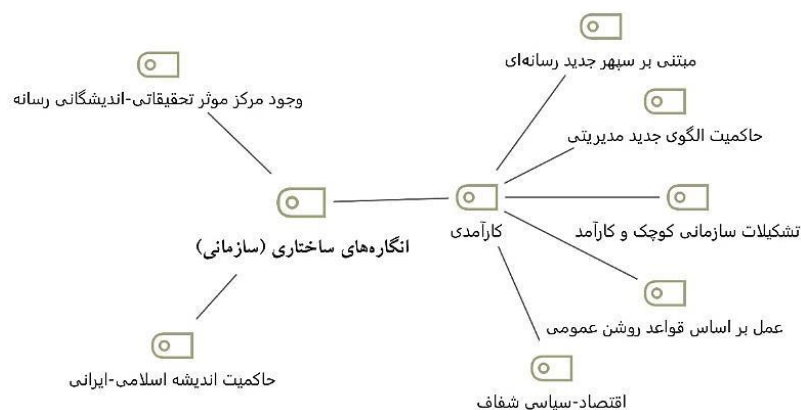 مبتنی بر سپهر جدید رسانه‌ای
وجود مرکز موثر تحقیقاتی-اندیشگانی رسانه
حاکمیت الگوی جدید مدیریتی
تشکیلات سازمانی کوچک و کارآمد
کارآمدی
انگاره‌های ساختاری (سازمانی)
عمل بر اساس قواعد روشن عمومی
حاکمیت اندیشه اسلامی-ایرانی
اقتصاد-سیاسی شفاف